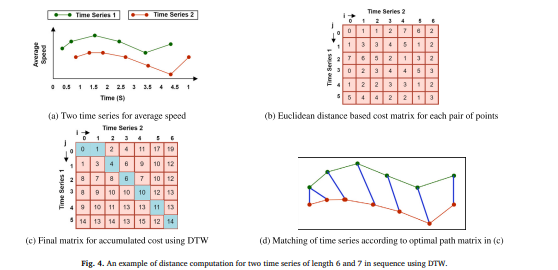 i
Time Series 2
j
0 1 2 3 4 5 6
Time Series 1 Time Series 2
Average Speed
0 0.5 1 1.5 2 2.5 3 3.5 4 4.5 1
Time (S)
Time Series 1
0 0 1 1 2 7 6 2
1 1 3 3 4 5 1 2
2 7 6 5 2 1 3 2
3 0 2 3 4 4 5 3
4 1 2 2 3 3 1 2
5 5 4 4 2 2 1 3
(a) Two time series for average speed
(b) Euclidean distance based cost matrix for each pair of points
i
Time Series 2
j
0 1 2 3 4 5 6
Time Series 1
0 0 1 2 4 11 17 19
1 1 3 4 6 9 10 12
2 8 7 8 6 7 10 12
3 8 9 10 10 10 12 13
4 9 10 11 13 13 11 13
5 14 13 14 13 15 12 14
(c) Final matrix for accumulated cost using DTW
(d) Matching of time series according to optimal path matrix in (c)
Fig. 4. An example of distance computation for two time series of length 6 and 7 in sequence using DTW.